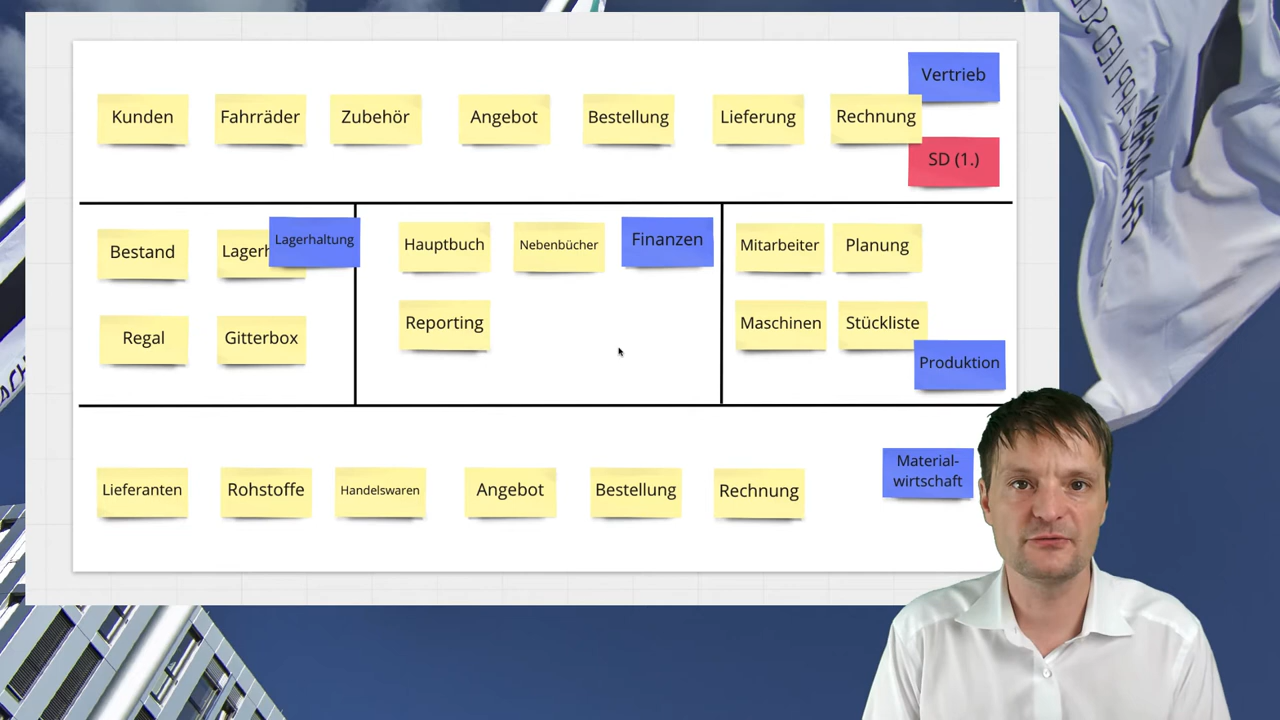 Vertrieb
Kunden
Fahrräder
Zubehör
Angebot
Bestellung
Lieferung
Rechnung
SD (1.)
Bestand
Lagerhaltung
Hauptbuch
Nebenbücher
Finanzen
Mitarbeiter
Planung
Regal
Gitterbox
Reporting
Maschinen
Stückliste
Produktion
Material-
wirtschaft
Lieferanten
Rohstoffe
Handelswaren
Angebot
Bestellung
Rechnung